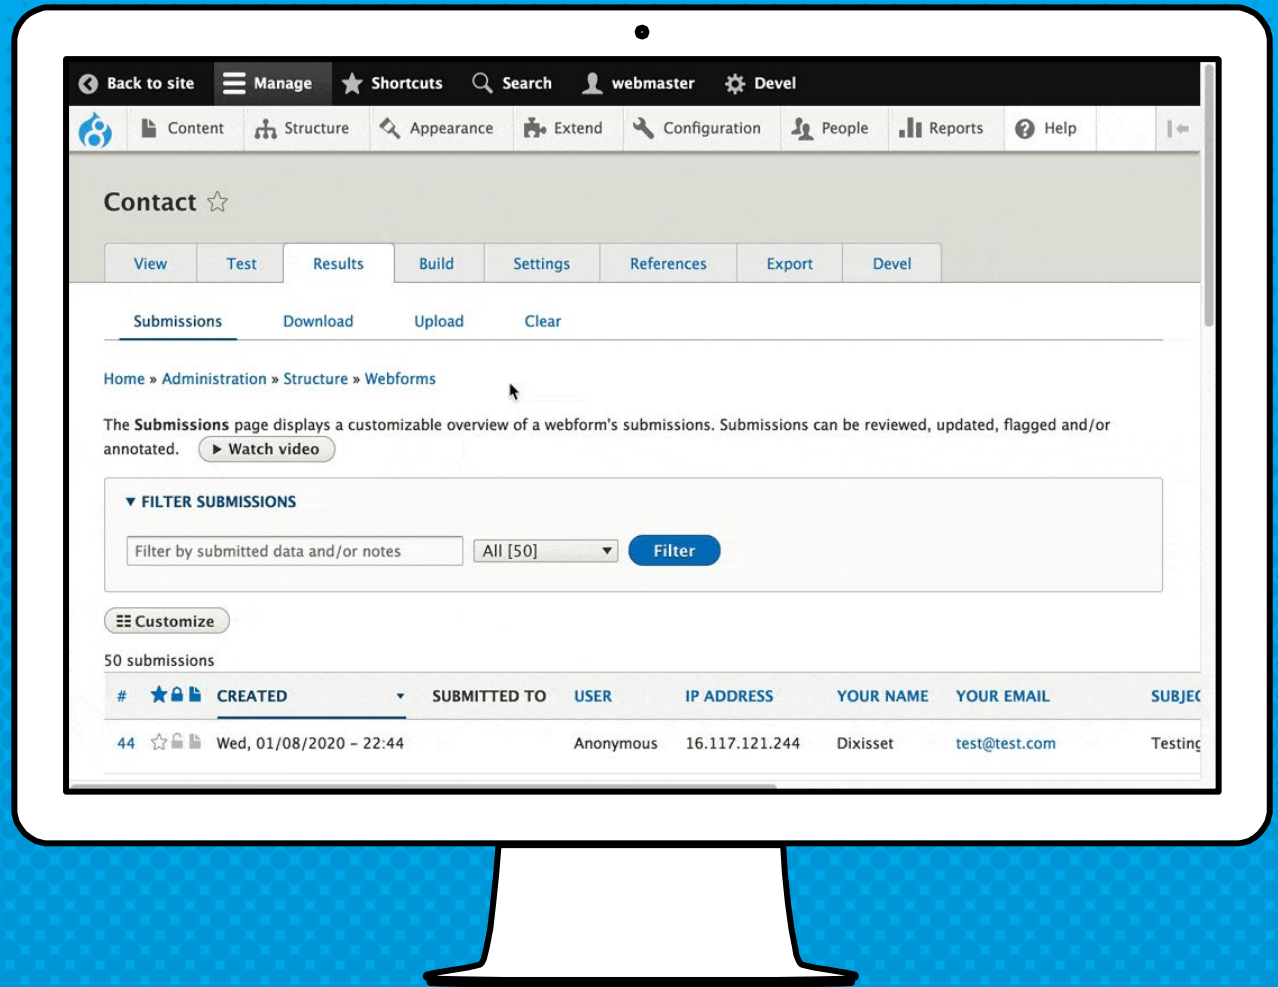 Back to site Manage Shortcuts Search webmaster Devel
Content Structure Appearance Extend Configuration People Reports Help
Contact
View Test Results Build Settings References Export Devel
Submissions Download Upload Clear
Home » Administration » Structure » Webforms
The Submissions page displays a customizable overview of a webform's submissions. Submissions can be reviewed, updated, flagged and/or
annotated. Watch video
FILTER SUBMISSIONS
Filter by submitted data and/or notes All [50] Filter
Customize
50 submissions
# CREATED SUBMITTED TO USER IP ADDRESS YOUR NAME YOUR EMAIL SUBJEC
44 Wed, 01/08/2020 - 22:44 Anonymous 16.117.121.244 Dixisset test@test.com Testing